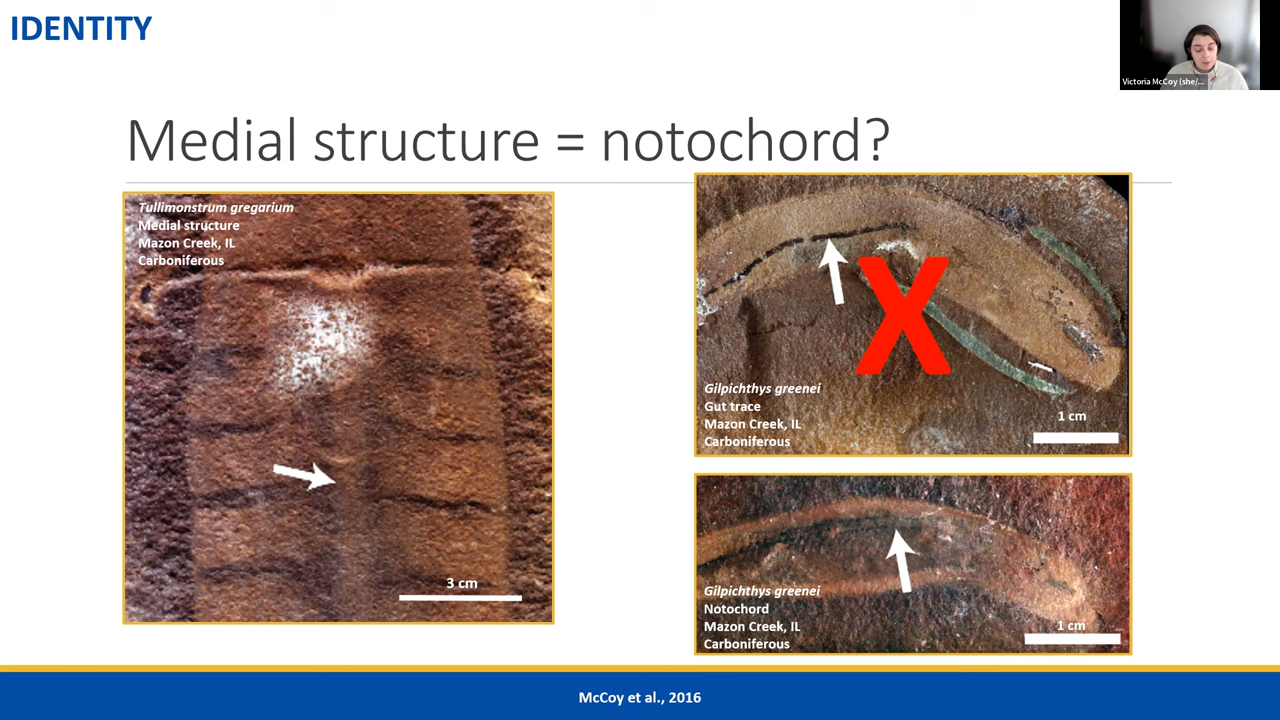 IDENTITY
Victoria McCoy (she/...
Medial structure = notochord?
Tullimonstrum gregarium
Medial structure
Mazon Creek, IL
Carboniferous
3 cm
X
Gilpichthys greenei
Gut trace
Mazon Creek, IL
Carboniferous
1 cm
Gilpichthys greenei
Notochord
Mazon Creek, IL
Carboniferous
1 cm
McCoy et al., 2016